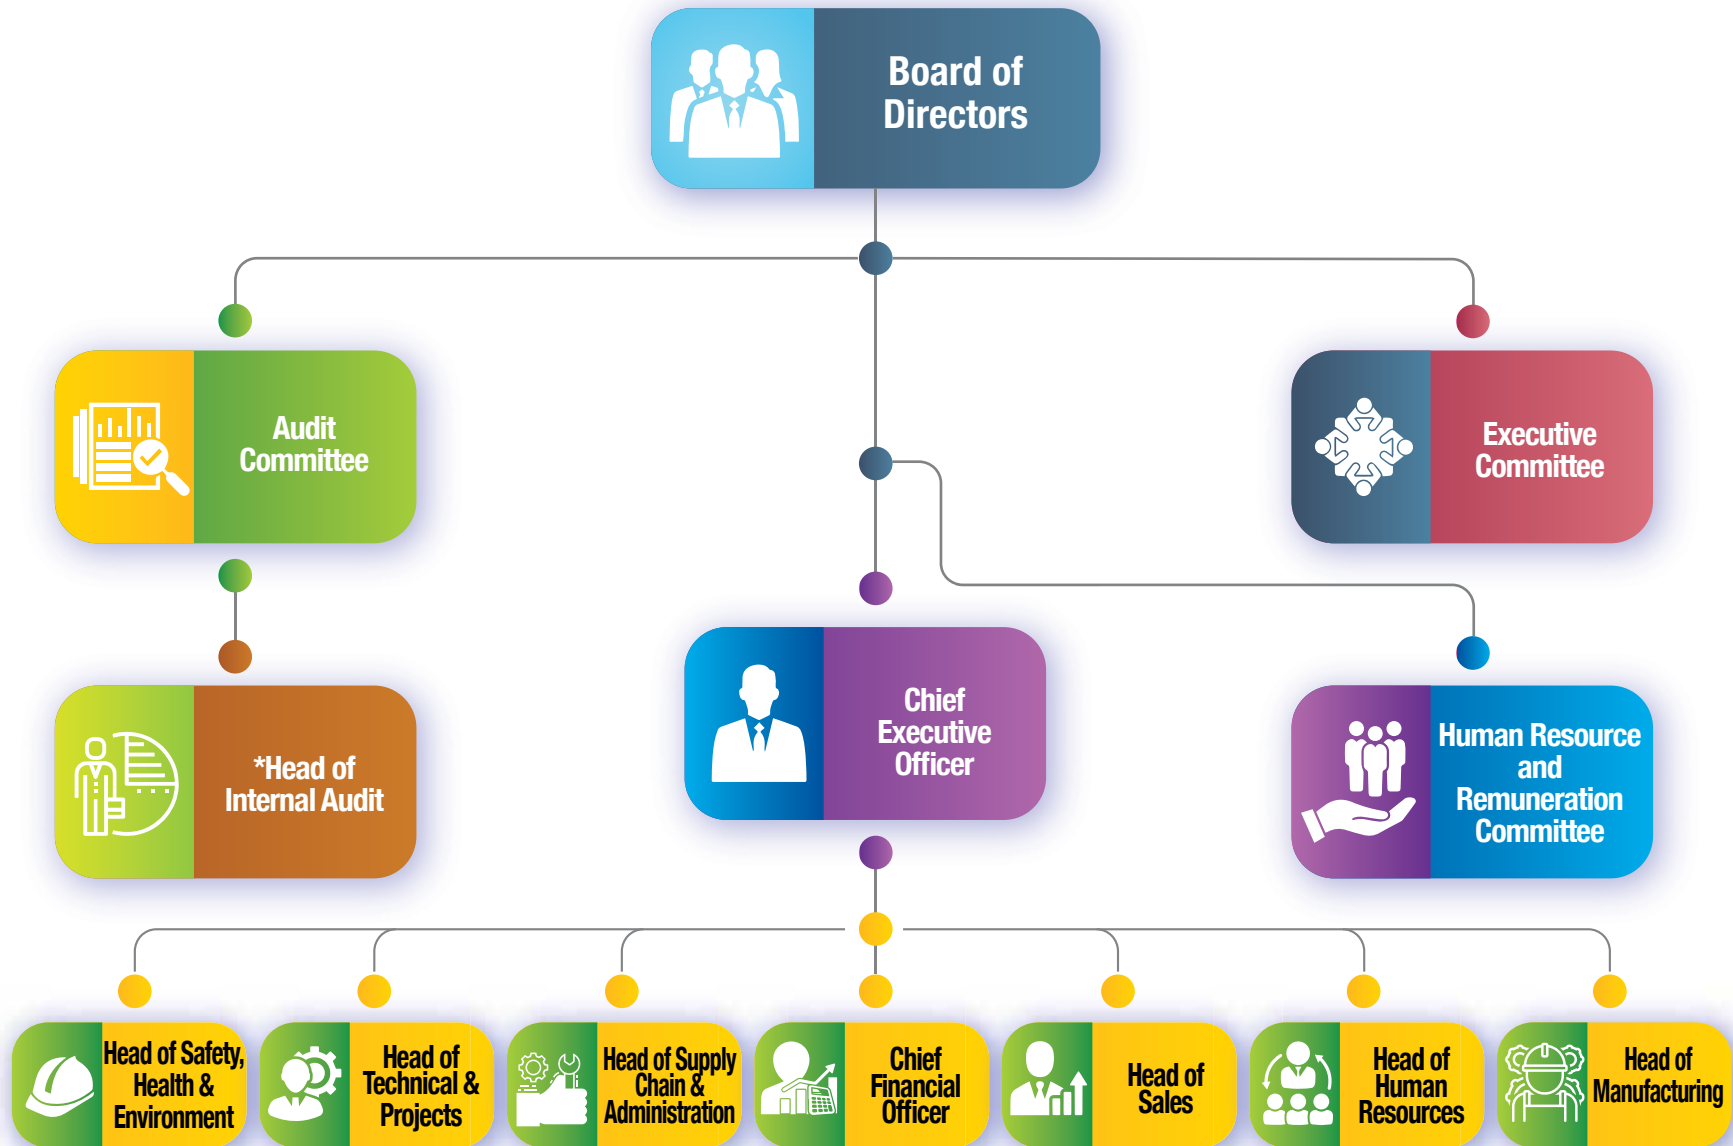 Board of
Directors
Audit
Committee
Executive
Committee
*Head of
Internal Audit
Chief
Executive
Officer
Human Resource
and
Remuneration
Committee
Head of Safety,
Health &
Environment
Head of
Technical &
Projects
Head of Supply
Chain &
Administration
Chief
Financial
Officer
Head of
Sales
Head of
Human
Resources
Head of
Manufacturing